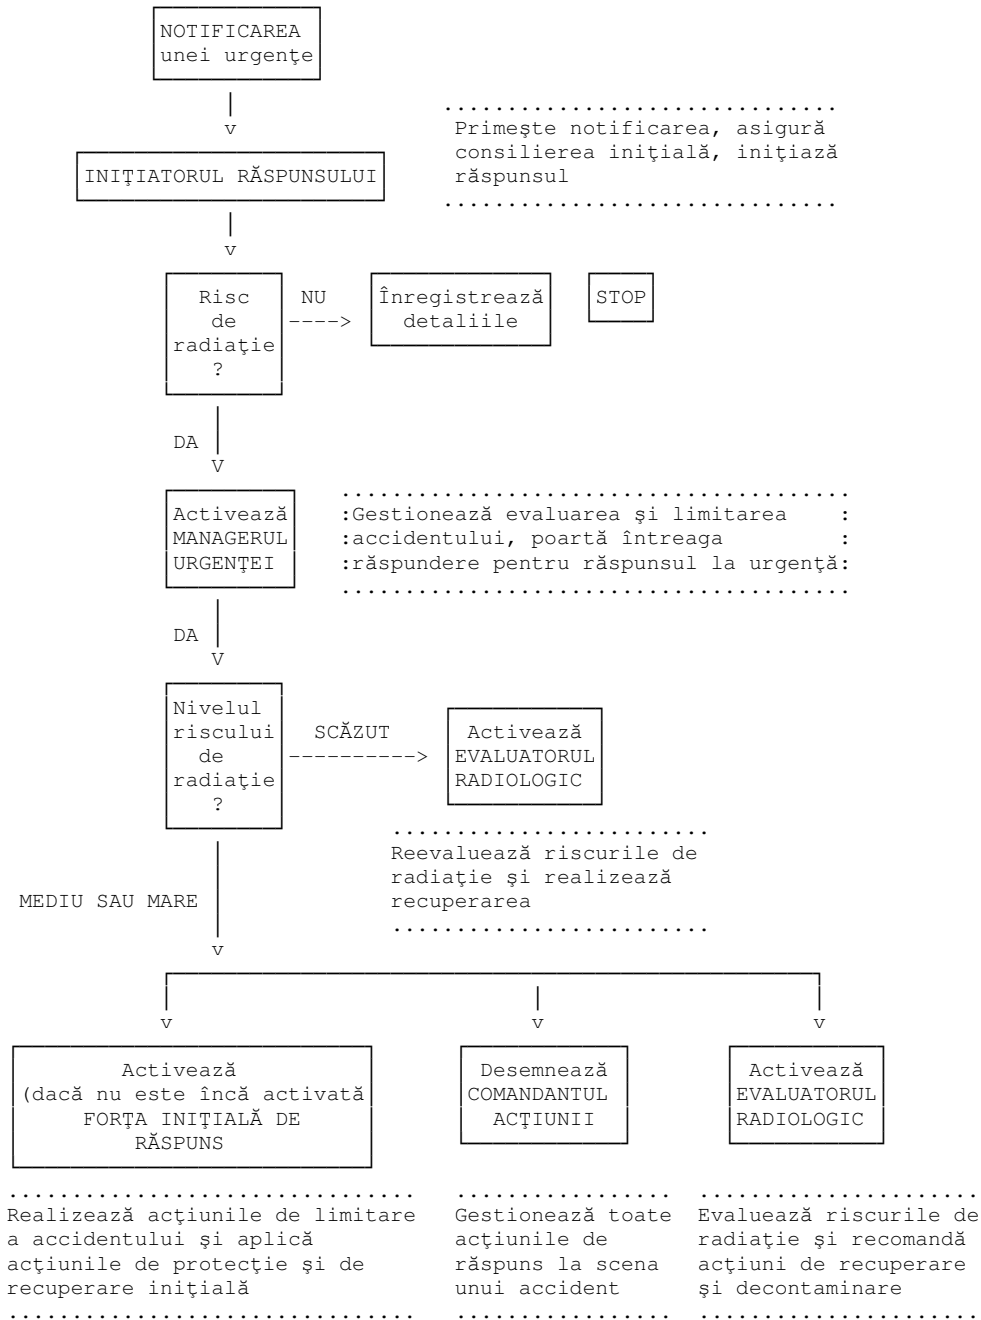 NOTIFICAREA
unei urgenţe
v
Primeşte notificarea, asigură
consilierea iniţială, iniţiază
răspunsul
INIŢIATORUL RĂSPUNSULUI
v
Risc
de
radiaţie
?
NU
---->
Înregistrează
detaliile
STOP
DA
V
Activează
MANAGERUL
URGENŢEI
:Gestionează evaluarea şi limitarea :
:accidentului, poartă întreaga :
:răspundere pentru răspunsul la urgenţă:
DA
V
Nivelul
riscului
de
radiaţie
?
SCĂZUT
---------->
Activează
EVALUATORUL
RADIOLOGIC
Reevaluează riscurile de
radiaţie şi realizează
recuperarea
MEDIU SAU MARE
v
v v v
Activează
(dacă nu este încă activată
FORŢA INIŢIALĂ DE
RĂSPUNS
Desemnează
COMANDANTUL
ACŢIUNII
Activează
EVALUATORUL
RADIOLOGIC
Realizează acţiunile de limitare
a accidentului şi aplică
acţiunile de protecţie şi de
recuperare iniţială
Gestionează toate
acţiunile de
răspuns la scena
unui accident
Evaluează riscurile de
radiaţie şi recomandă
acţiuni de recuperare
şi decontaminare